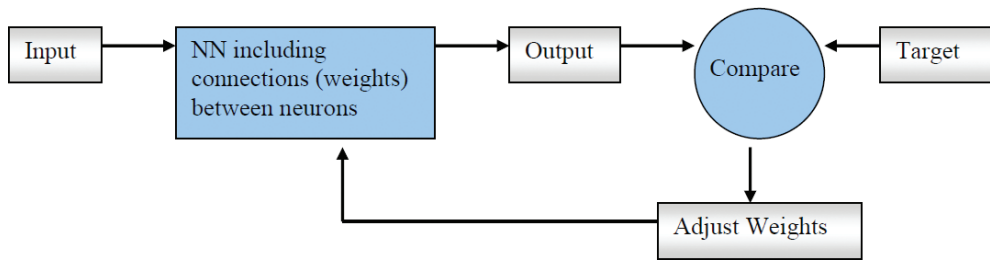 Input
NN including
connections (weights)
between neurons
Output
Compare
Target
Adjust Weights